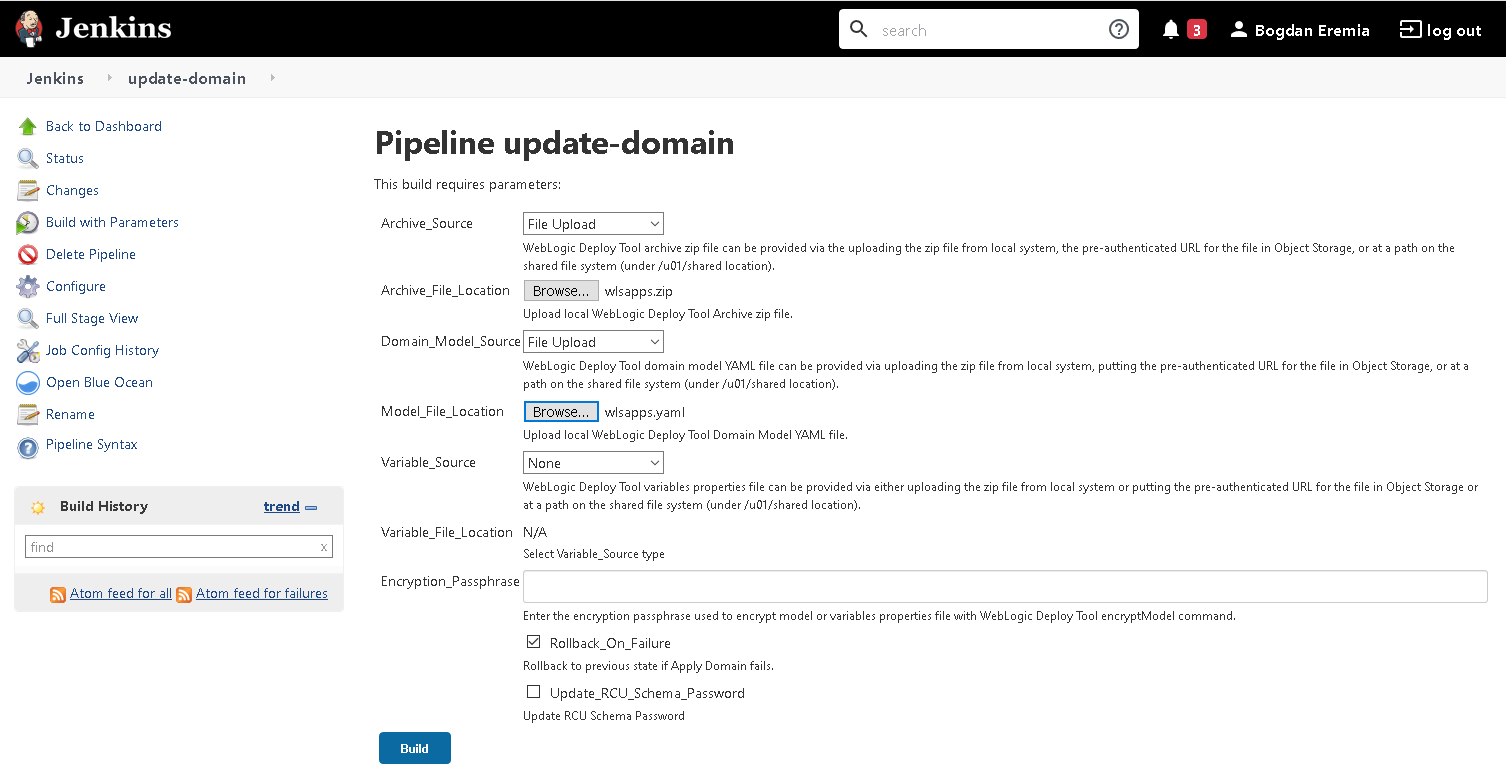 Jenkins
search
3
Bogdan Eremia
log out
Jenkins
update-domain
Back to Dashboard
Status
Changes
Build with Parameters
Delete Pipeline
Configure
Full Stage View
Job Config History
Open Blue Ocean
Rename
Pipeline Syntax
Build History
trend
find
x
Atom feed for all
Atom feed for failures
Pipeline update-domain
This build requires parameters:
Archive_Source
File Upload
WebLogic Deploy Tool archive zip file can be provided via the uploading the zip file from local system, the pre-authenticated URL for the file in Object Storage, or at a path on the
shared file system (under /u01/shared location).
Archive_File_Location
Browse...
wlsapps.zip
Upload local WebLogic Deploy Tool Archive zip file.
Domain_Model_Source
File Upload
WebLogic Deploy Tool domain model YAML file can be provided via uploading the zip file from local system, putting the pre-authenticated URL for the file in Object Storage, or at a
path on the shared file system (under /u01/shared location).
Model_File_Location
Browse...
wlsapps.yaml
Upload local WebLogic Deploy Tool Domain Model YAML file.
Variable_Source
None
WebLogic Deploy Tool variables properties file can be provided via either uploading the zip file from local system or putting the pre-authenticated URL for the file in Object Storage or
at a path on the shared file system (under /u01/shared location).
Variable_File_Location
N/A
Select Variable_Source type
Encryption_Passphrase
Enter the encryption passphrase used to encrypt model or variables properties file with WebLogic Deploy Tool encryptModel command.
Rollback_On_Failure
Rollback to previous state if Apply Domain fails.
Update_RCU_Schema_Password
Update RCU Schema Password
Build